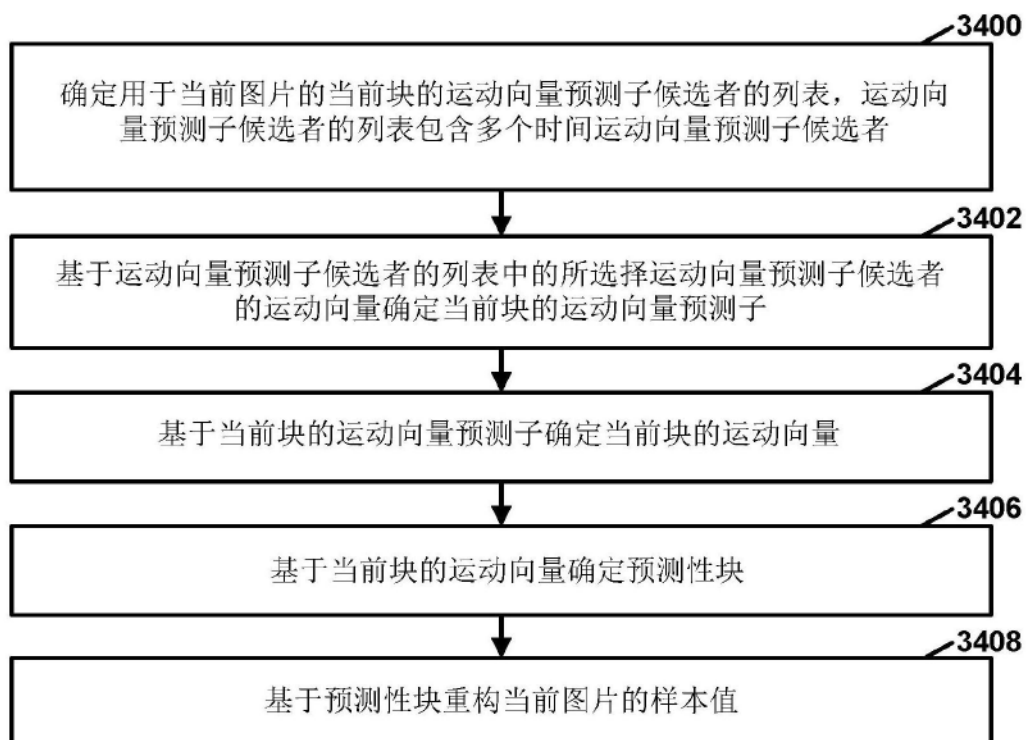 3400
确定用于当前图片的当前块的运动向量预测子候选者的列表，运动向
量预测子候选者的列表包含多个时间运动向量预测子候选者
3402
基于运动向量预测子候选者的列表中的所选择运动向量预测子候选者
的运动向量确定当前块的运动向量预测子
3404
基于当前块的运动向量预测子确定当前块的运动向量
3406
基于当前块的运动向量确定预测性块
3408
基于预测性块重构当前图片的样本值